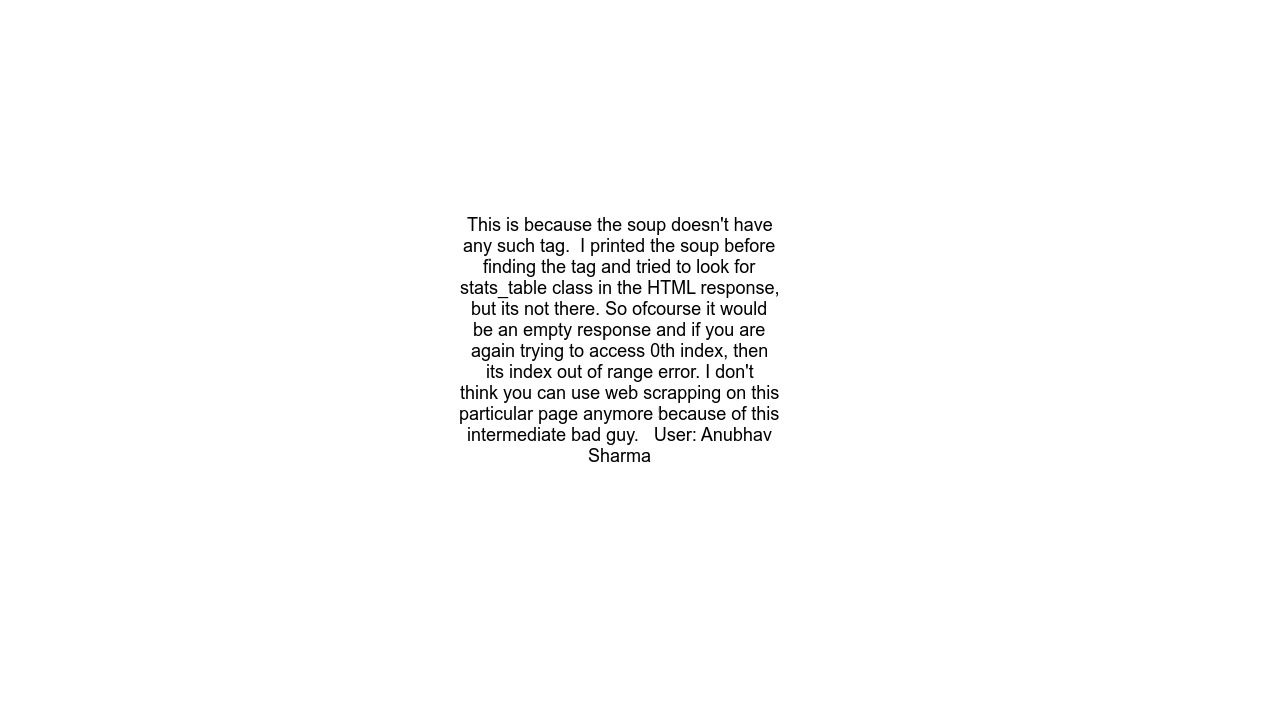 This is because the soup doesn't have
any such tag.  I printed the soup before
finding the tag and tried to look for
stats_table class in the HTML response,
but its not there. So ofcourse it would
be an empty response and if you are
again trying to access 0th index, then
its index out of range error. I don't
think you can use web scrapping on this
particular page anymore because of this
intermediate bad guy.   User: Anubhav
Sharma